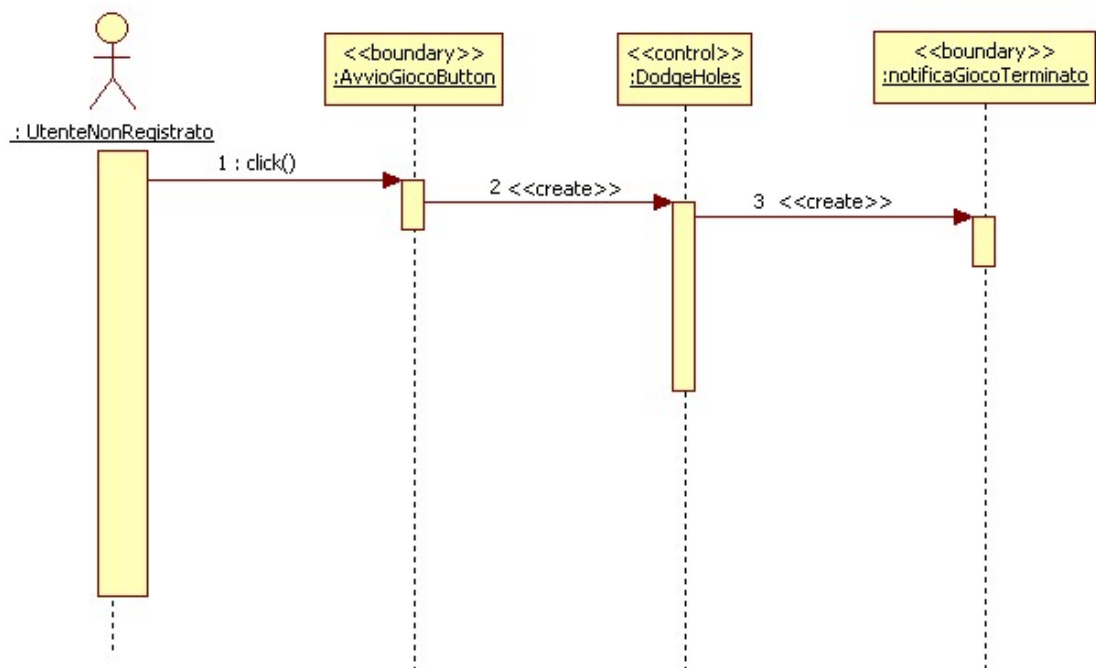 <<boundary>>
:AvvioGiocoButton
<<control>>
:DodgeHoles
<<boundary>>
:notificaGiocoTerminato
: UtenteNonRegistrato
1 : click()
2 <<create>>
3 <<create>>